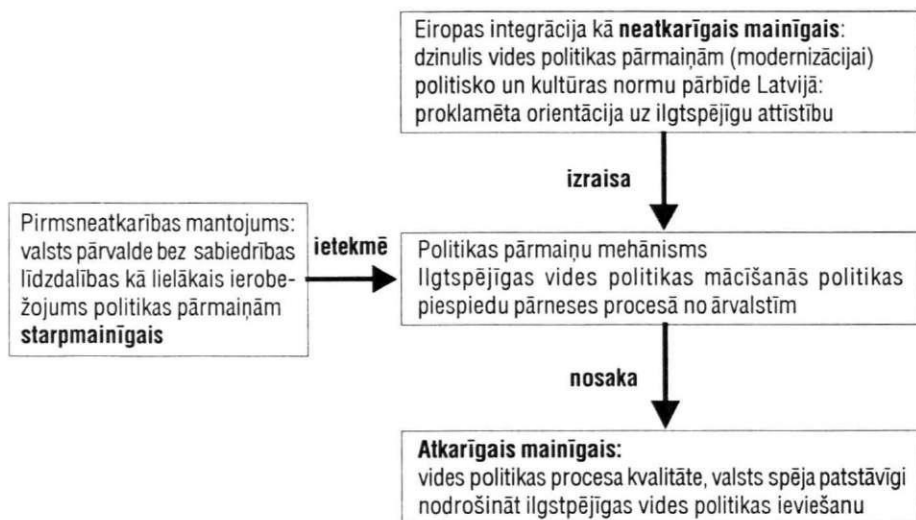 Eiropas integrācija kā neatkarīgais mainīgais:
dzinulis vides politikas pārmaiņām (modernizācijai)
politisko un kultūras normu pārbīde Latvijā:
proklamēta orientācija uz ilgtspējīgu attīstību
izraisa
Pirmsneatkarības mantojums:
valsts pārvalde bez sabiedrības
līdzdalības kā lielākais ierobe-
žojums politikas pārmaiņām
starpmainīgais
ietekmē
Politikas pārmaiņu mehānisms
Ilgtspējīgas vides politikas mācīšanās politikas
piespiedu pārneses procesā no ārvalstīm
nosaka
Atkarīgais mainīgais:
vides politikas procesa kvalitāte, valsts spēja patstāvīgi
nodrošināt ilgstpējīgas vides politikas ieviešanu